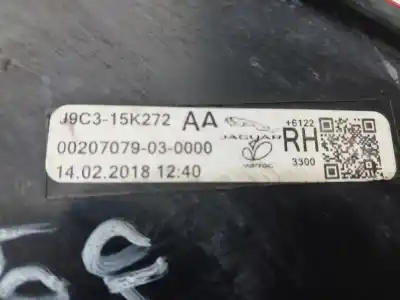 J9C3-15K272 AA
JAGUAR
+6122
RH
3300
00207079-03-0000
14.02.2018 12:40